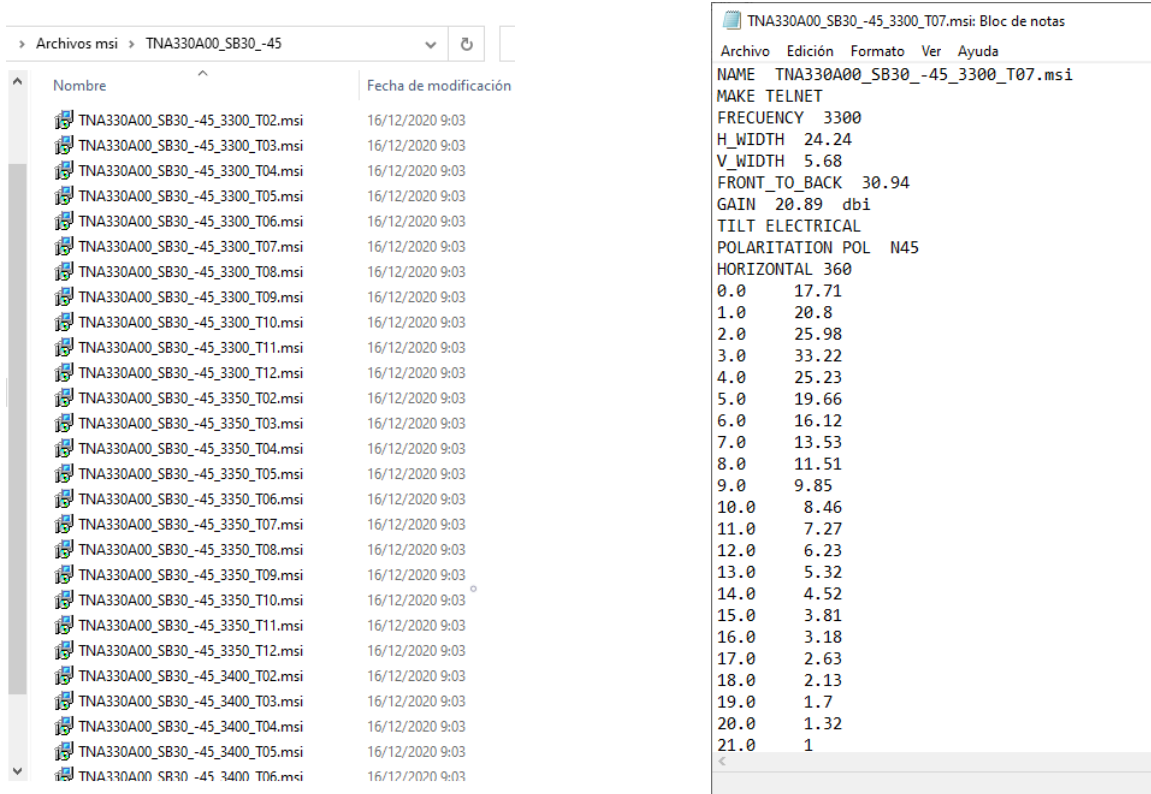 Archivos msi > TNA330A00_SB30_-45
Nombre Fecha de modificación
TNA330A00_SB30_-45_3300_T02.msi 16/12/2020 9:03
TNA330A00_SB30_-45_3300_T03.msi 16/12/2020 9:03
TNA330A00_SB30_-45_3300_T04.msi 16/12/2020 9:03
TNA330A00_SB30_-45_3300_T05.msi 16/12/2020 9:03
TNA330A00_SB30_-45_3300_T06.msi 16/12/2020 9:03
TNA330A00_SB30_-45_3300_T07.msi 16/12/2020 9:03
TNA330A00_SB30_-45_3300_T08.msi 16/12/2020 9:03
TNA330A00_SB30_-45_3300_T09.msi 16/12/2020 9:03
TNA330A00_SB30_-45_3300_T10.msi 16/12/2020 9:03
TNA330A00_SB30_-45_3300_T11.msi 16/12/2020 9:03
TNA330A00_SB30_-45_3300_T12.msi 16/12/2020 9:03
TNA330A00_SB30_-45_3350_T02.msi 16/12/2020 9:03
TNA330A00_SB30_-45_3350_T03.msi 16/12/2020 9:03
TNA330A00_SB30_-45_3350_T04.msi 16/12/2020 9:03
TNA330A00_SB30_-45_3350_T05.msi 16/12/2020 9:03
TNA330A00_SB30_-45_3350_T06.msi 16/12/2020 9:03
TNA330A00_SB30_-45_3350_T07.msi 16/12/2020 9:03
TNA330A00_SB30_-45_3350_T08.msi 16/12/2020 9:03
TNA330A00_SB30_-45_3350_T09.msi 16/12/2020 9:03
TNA330A00_SB30_-45_3350_T10.msi 16/12/2020 9:03
TNA330A00_SB30_-45_3350_T11.msi 16/12/2020 9:03
TNA330A00_SB30_-45_3350_T12.msi 16/12/2020 9:03
TNA330A00_SB30_-45_3400_T02.msi 16/12/2020 9:03
TNA330A00_SB30_-45_3400_T03.msi 16/12/2020 9:03
TNA330A00_SB30_-45_3400_T04.msi 16/12/2020 9:03
TNA330A00_SB30_-45_3400_T05.msi 16/12/2020 9:03
TNA330A00_SB30_-45_3400_T06.msi 16/12/2020 9:03
TNA330A00_SB30_-45_3300_T07.msi: Bloc de notas
Archivo Edición Formato Ver Ayuda
NAME TNA330A00_SB30_-45_3300_T07.msi
MAKE TELNET
FRECUENCY 3300
H_WIDTH 24.24
V_WIDTH 5.68
FRONT_TO_BACK 30.94
GAIN 20.89 dbi
TILT ELECTRICAL
POLARITATION POL N45
HORIZONTAL 360
0.0 17.71
1.0 20.8
2.0 25.98
3.0 33.22
4.0 25.23
5.0 19.66
6.0 16.12
7.0 13.53
8.0 11.51
9.0 9.85
10.0 8.46
11.0 7.27
12.0 6.23
13.0 5.32
14.0 4.52
15.0 3.81
16.0 3.18
17.0 2.63
18.0 2.13
19.0 1.7
20.0 1.32
21.0 1